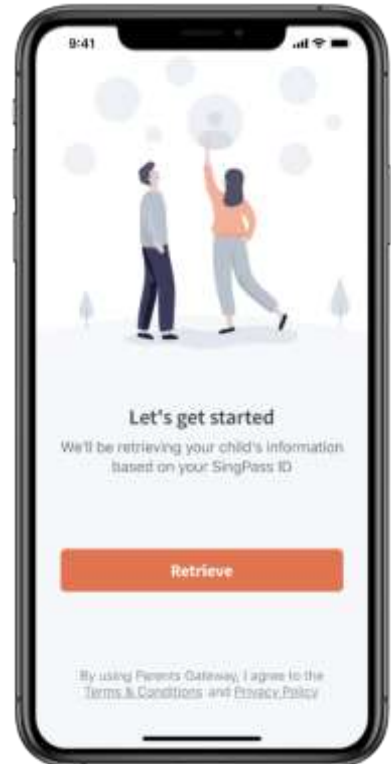 9:41
Let's get started
We'll be retrieving your child's information
based on your SingPass ID
Retrieve
By using Parents Gateway, I agree to the
Terms & Conditions and Privacy Policy